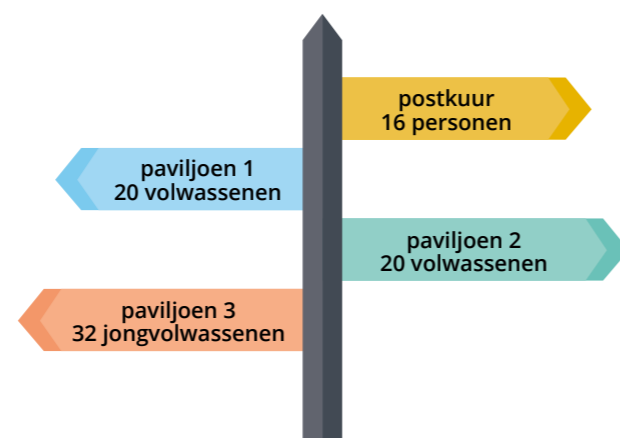 postkuur
16 personen
paviljoen 1
20 volwassenen
paviljoen 2
20 volwassenen
paviljoen 3
32 jongvolwassenen